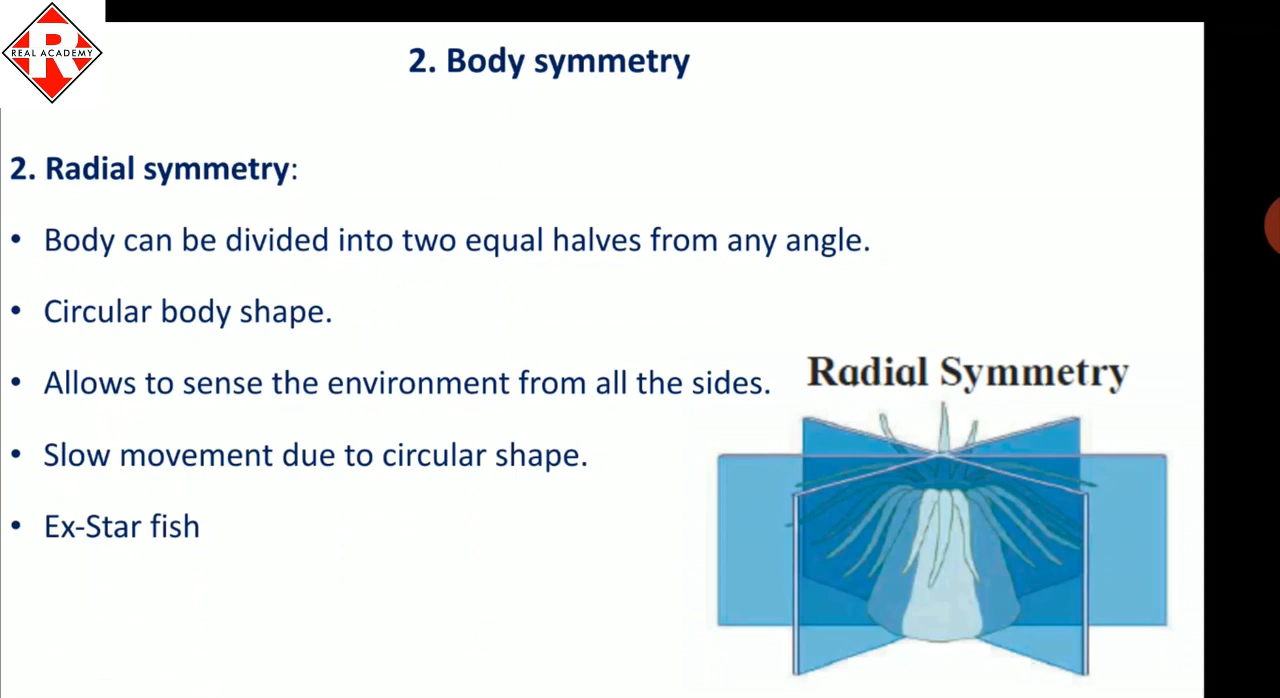 REAL ACADEMY
2. Body symmetry
2. Radial symmetry:
• Body can be divided into two equal halves from any angle.
• Circular body shape.
• Allows to sense the environment from all the sides.
• Slow movement due to circular shape.
• Ex-Star fish
Radial Symmetry